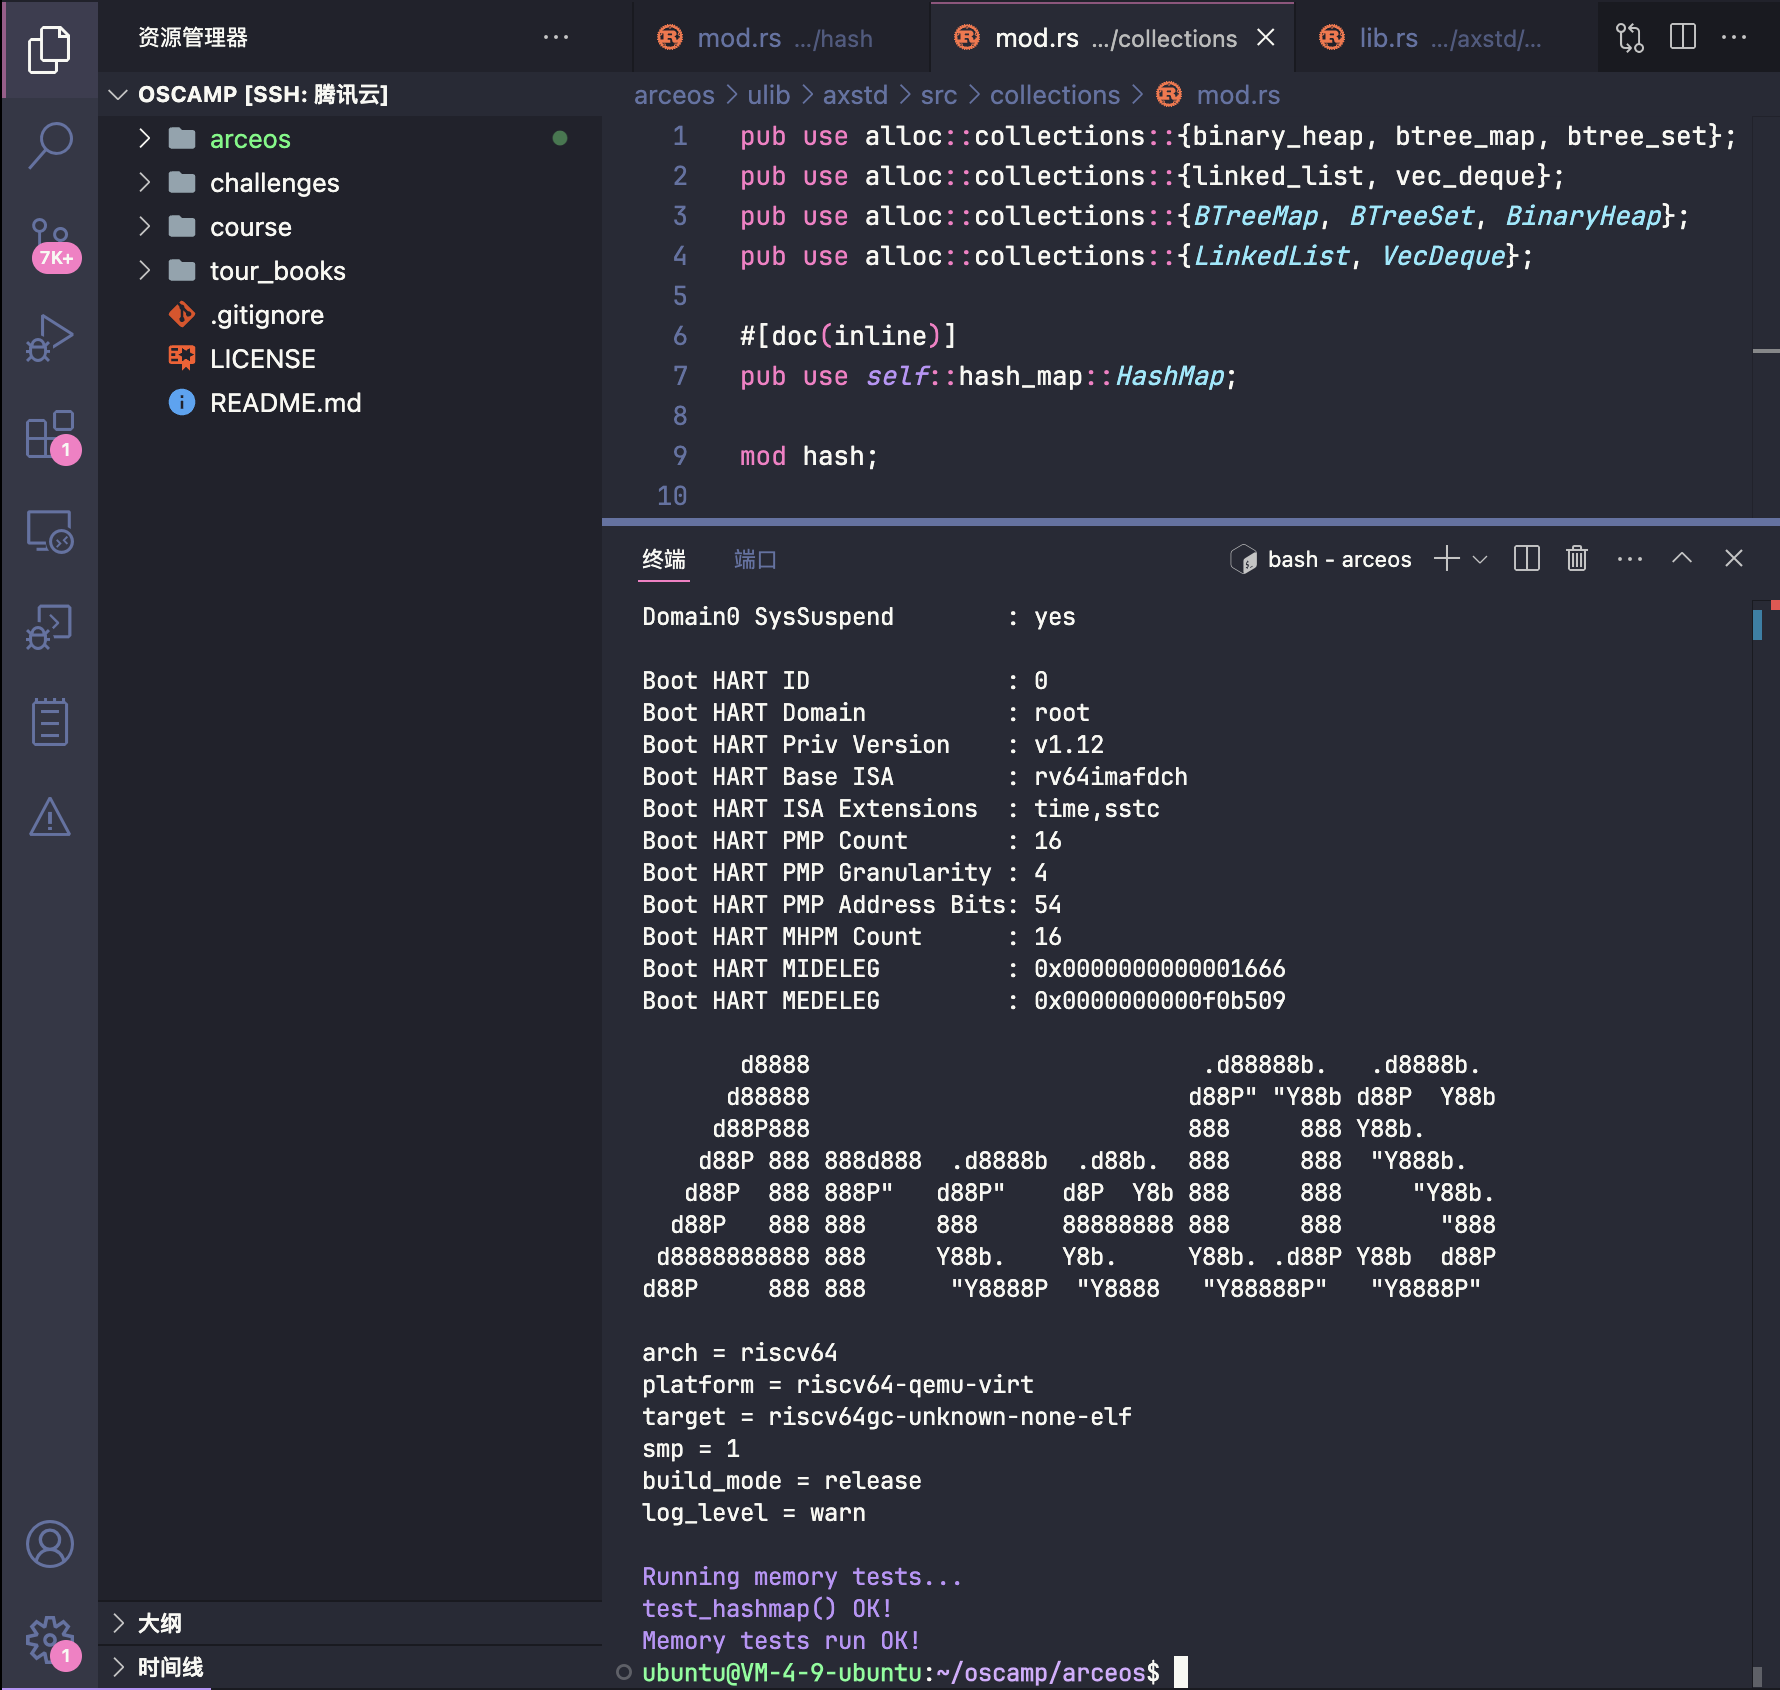 资源管理器
OSCAMP [SSH: 腾讯云]
arceos
challenges
course
tour_books
.gitignore
LICENSE
README.md
7K+
1
大纲
时间线
1
mod.rs .../hash
mod.rs .../collections
lib.rs .../axstd/...
arceos > ulib > axstd > src > collections > mod.rs
1 pub use alloc::collections::{binary_heap, btree_map, btree_set};
2 pub use alloc::collections::{linked_list, vec_deque};
3 pub use alloc::collections::{BTreeMap, BTreeSet, BinaryHeap};
4 pub use alloc::collections::{LinkedList, VecDeque};
5
6 #[doc(inline)]
7 pub use self::hash_map::HashMap;
8
9 mod hash;
10
终端 端口 bash - arceos
Domain0 SysSuspend        : yes

Boot HART ID              : 0
Boot HART Domain          : root
Boot HART Priv Version    : v1.12
Boot HART Base ISA        : rv64imafdch
Boot HART ISA Extensions  : time,sstc
Boot HART PMP Count       : 16
Boot HART PMP Granularity : 4
Boot HART PMP Address Bits: 54
Boot HART MHPM Count      : 16
Boot HART MIDELEG         : 0x0000000000001666
Boot HART MEDELEG         : 0x0000000000f0b509

       d8888                            .d88888b.   .d8888b.
      d88888                           d88P" "Y88b d88P  Y88b
     d88P888                           888     888 Y88b.
    d88P 888 888d888  .d8888b  .d88b.  888     888  "Y888b.
   d88P  888 888P"   d88P"    d8P  Y8b 888     888     "Y88b.
  d88P   888 888     888      88888888 888     888       "888
 d8888888888 888     Y88b.    Y8b.     Y88b. .d88P Y88b  d88P
d88P     888 888      "Y8888P  "Y8888   "Y88888P"   "Y8888P"

arch = riscv64
platform = riscv64-qemu-virt
target = riscv64gc-unknown-none-elf
smp = 1
build_mode = release
log_level = warn

Running memory tests...
test_hashmap() OK!
Memory tests run OK!
ubuntu@VM-4-9-ubuntu:~/oscamp/arceos$